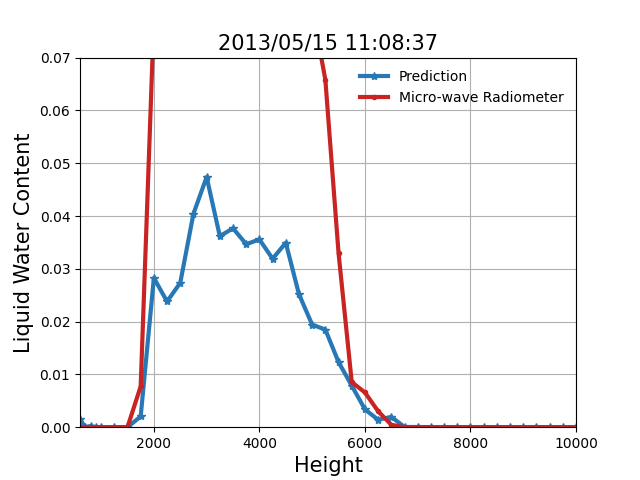 2013/05/15 11:08:37
0.07
0.06
0.05
0.04
0.03
0.02
0.01
0.00
Liquid Water Content
Prediction
Micro-wave Radiometer
2000 4000 6000 8000 10000
Height